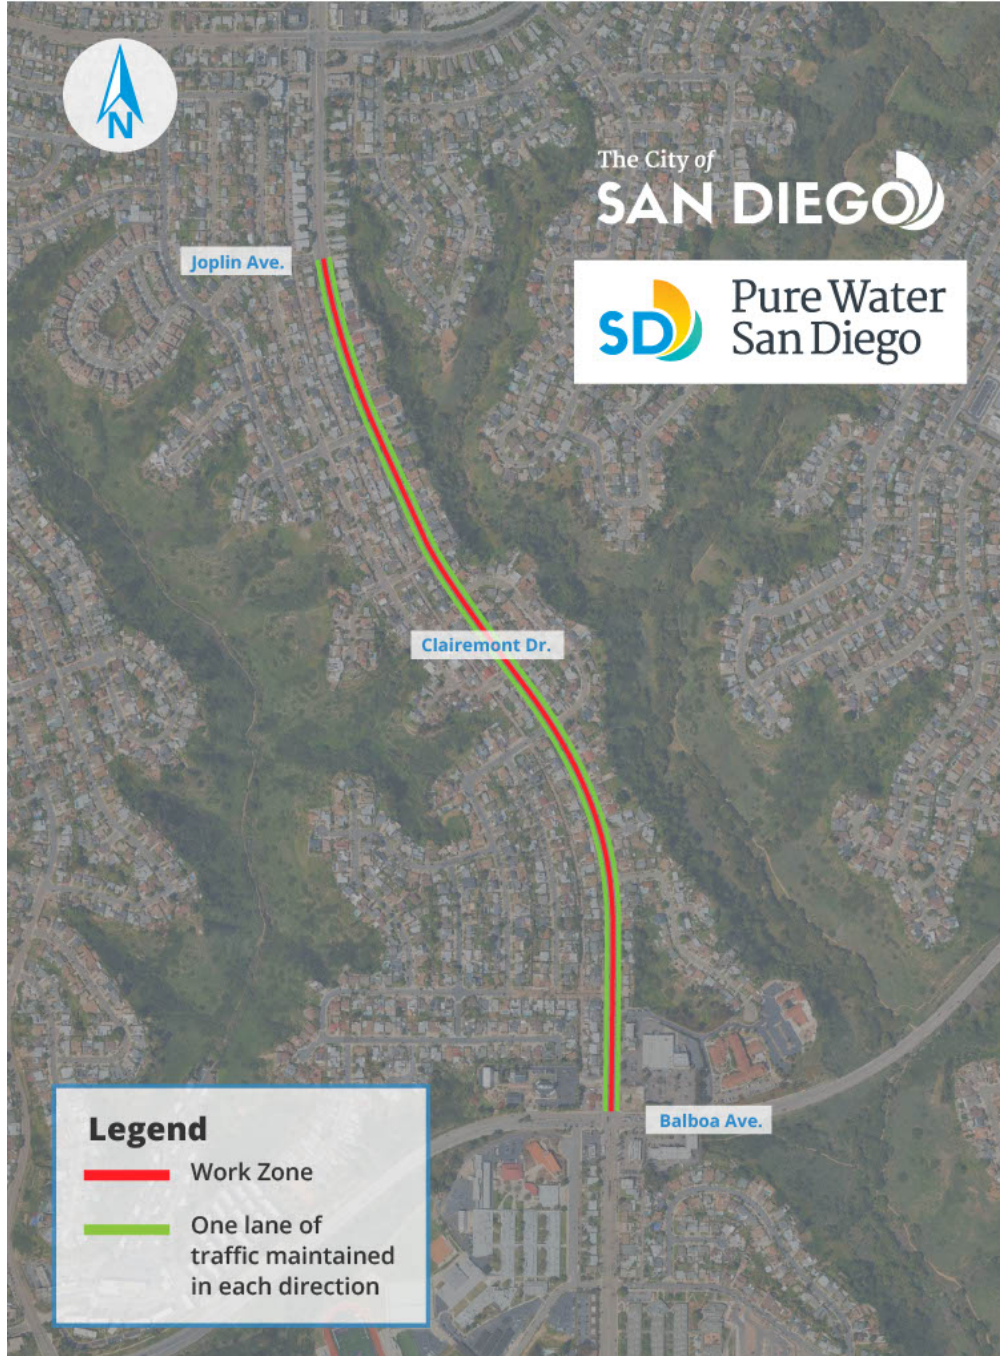 N
The City of
SAN DIEGO
Joplin Ave.
SD
Pure Water
San Diego
Clairemont Dr.
Balboa Ave.
Legend
Work Zone
One lane of
traffic maintained
in each direction